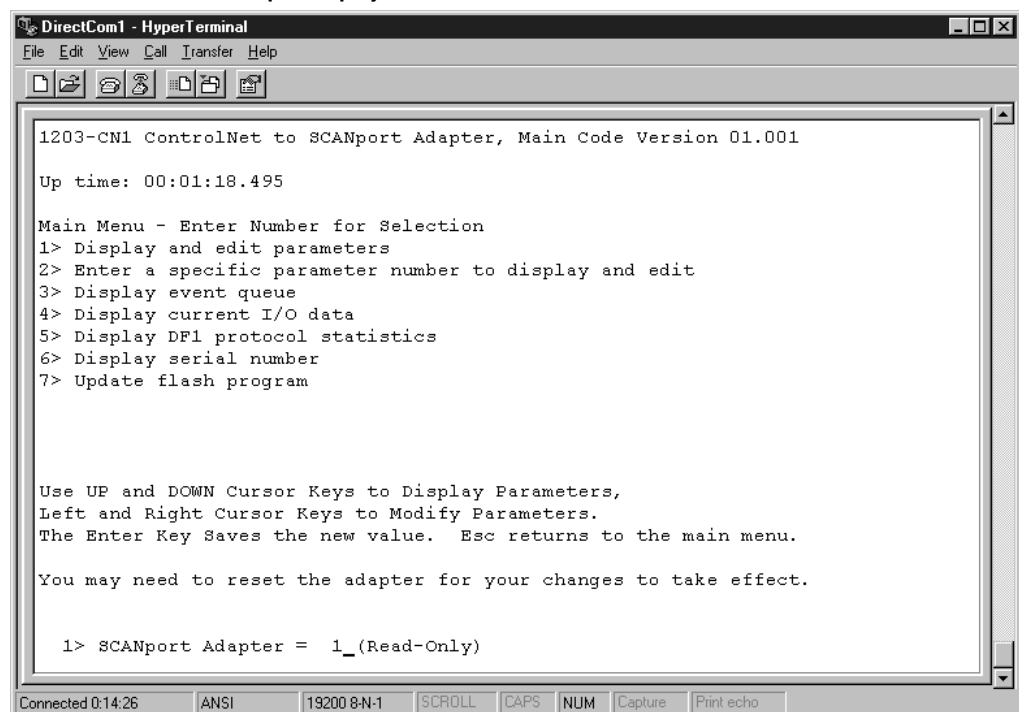 DirectCom1 - HyperTerminal
File Edit View Call Transfer Help
1203-CN1 ControlNet to SCANport Adapter, Main Code Version 01.001
Up time: 00:01:18.495
Main Menu - Enter Number for Selection
1> Display and edit parameters
2> Enter a specific parameter number to display and edit
3> Display event queue
4> Display current I/O data
5> Display DF1 protocol statistics
6> Display serial number
7> Update flash program
Use UP and DOWN Cursor Keys to Display Parameters,
Left and Right Cursor Keys to Modify Parameters.
The Enter Key Saves the new value.  Esc returns to the main menu.
You may need to reset the adapter for your changes to take effect.
1> SCANport Adapter =  1_(Read-Only)
Connected 0:14:26 ANSI 19200 8-N-1 SCROLL CAPS NUM Capture Print echo